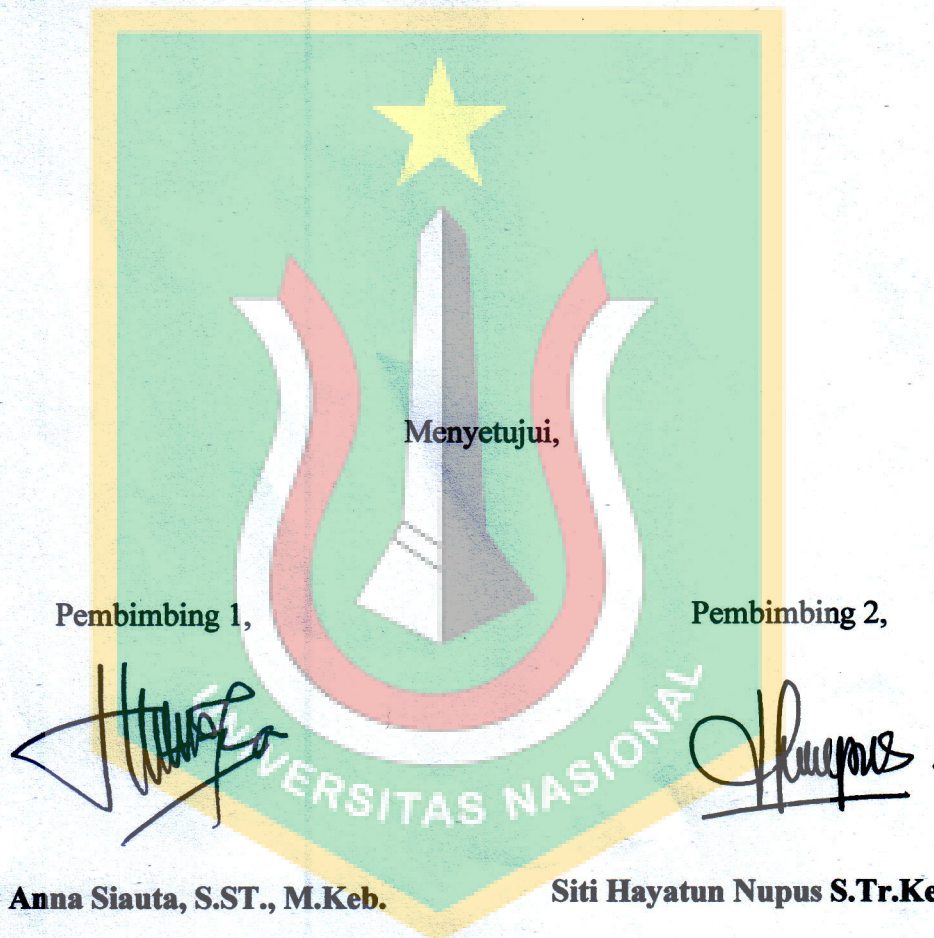 Menyetujui,
Pembimbing 1,
Pembimbing 2,
UNIVERSITAS NASIONAL
Anna Siauta, S.ST., M.Keb.
Siti Hayatun Nupus S.Tr.Ke